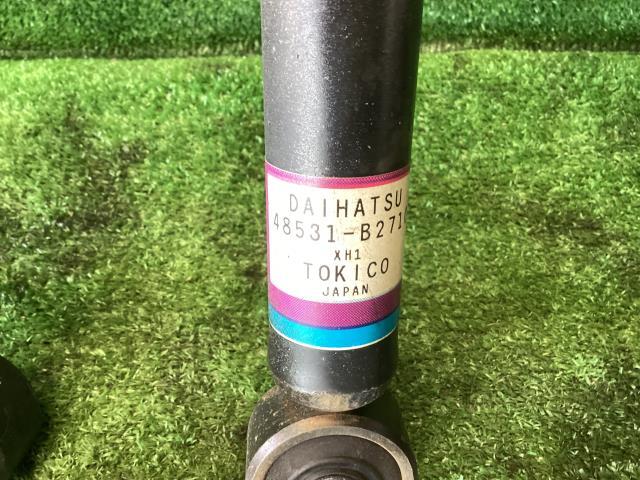 DAIHATSU
48531-B271
XH1
TOKICO
JAPAN